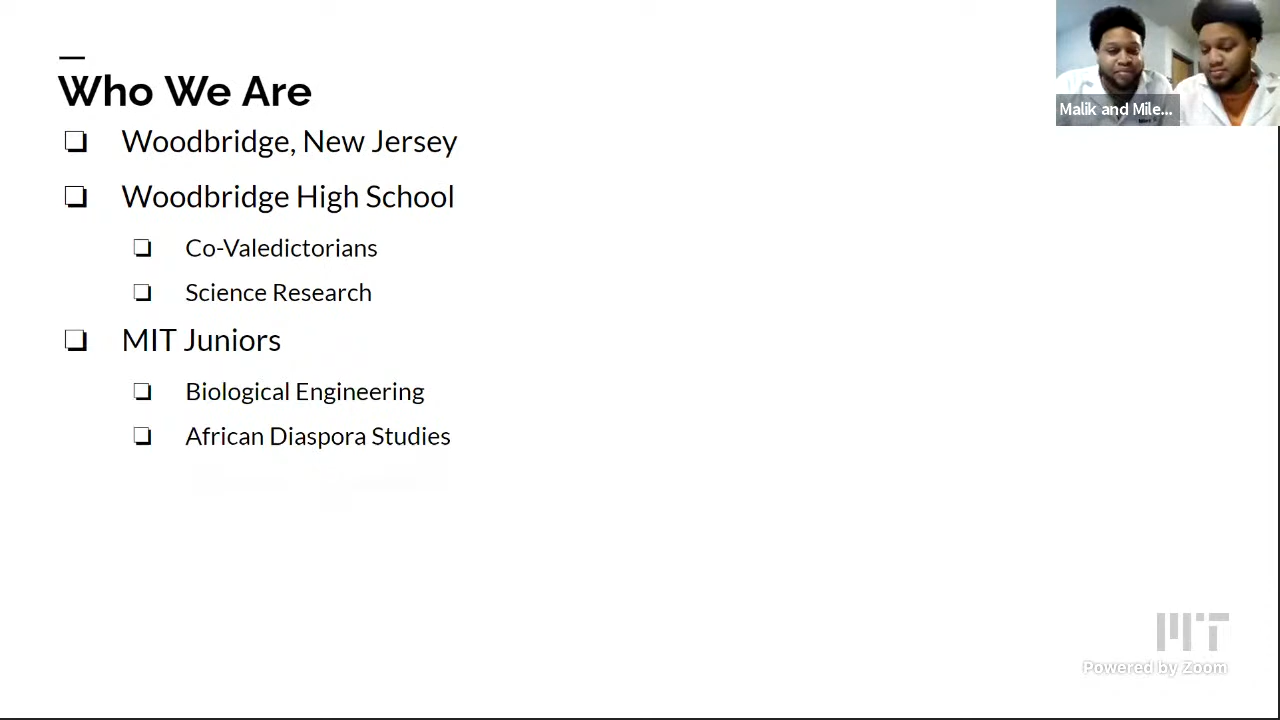 Who We Are
Woodbridge, New Jersey
Woodbridge High School
Co-Valedictorians
Science Research
MIT Juniors
Biological Engineering
African Diaspora Studies
Malik and Mile...
MIT
Powered by Zoom